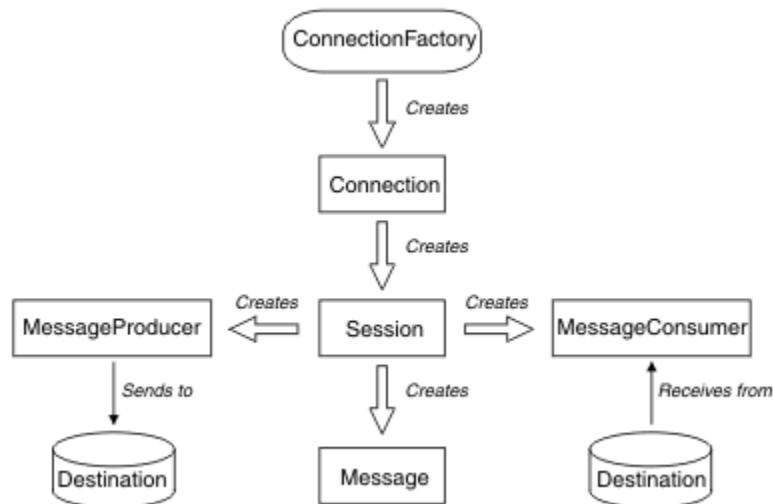 ConnectionFactory
Creates
Connection
Creates
Creates
Creates
MessageProducer
Session
MessageConsumer
Sends to
Creates
Receives from
Destination
Message
Destination